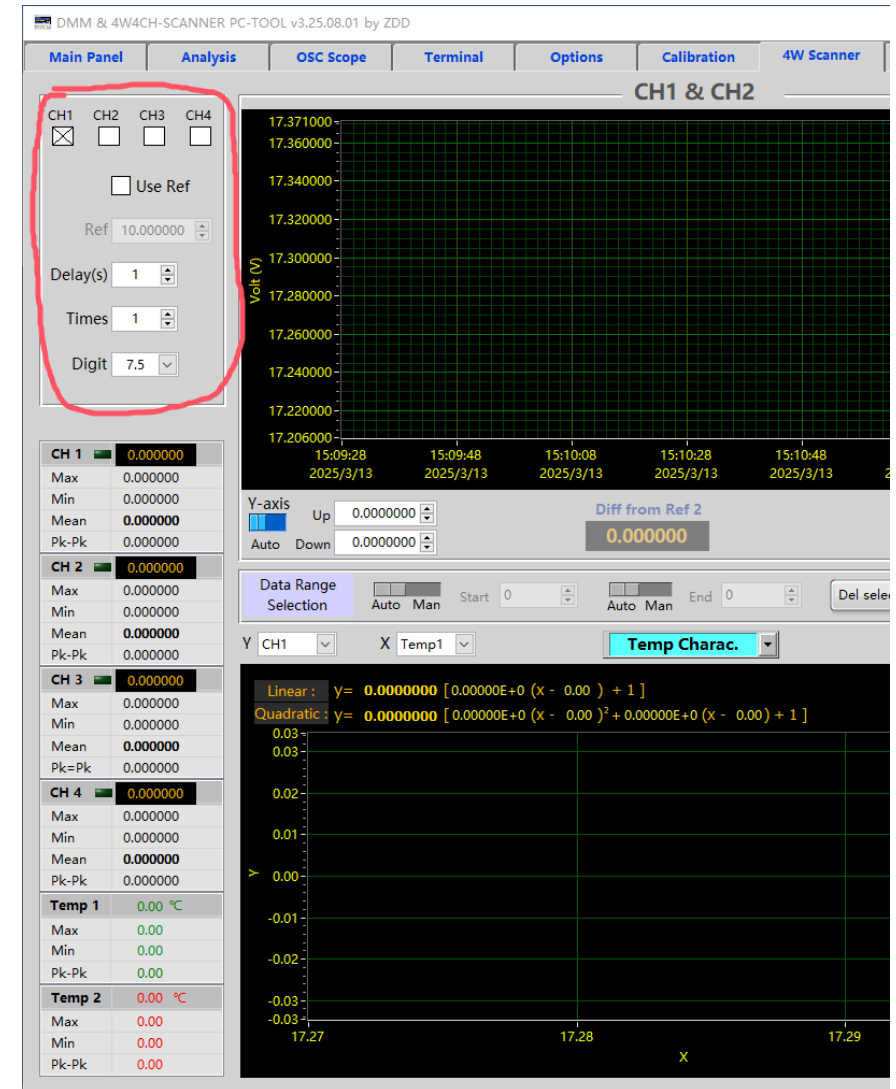 DMM & 4W4CH-SCANNER PC-TOOL v3.25.08.01 by ZDD
Main Panel Analysis OSC Scope Terminal Options Calibration 4W Scanner
CH1 CH2 CH3 CH4
Use Ref
Ref 10.000000
Delay(s) 1
Times 1
Digit 7.5
CH1 & CH2
17.371000
17.360000
17.340000
17.320000
17.300000
17.280000
17.260000
17.240000
17.220000
17.206000
Volt (V)
15:09:28 15:09:48 15:10:08 15:10:28 15:10:48
2025/3/13 2025/3/13 2025/3/13 2025/3/13 2025/3/13 2
Y-axis
Auto
Up 0.0000000
Down 0.0000000
Diff from Ref 2
0.000000
Data Range
Selection
Auto Man Start 0 Auto Man End 0 Del sele
Y CH1 X Temp1 Temp Charac.
Linear : y= 0.0000000 [ 0.00000E+0 (x - 0.00 ) + 1 ]
Quadratic : y= 0.0000000 [ 0.00000E+0 (x - 0.00 )² + 0.00000E+0 (x - 0.00) + 1 ]
0.03
0.03
0.02
0.01
0.00
-0.01
-0.02
-0.03
-0.03
Y
17.27 17.28 17.29
X
CH 1 0.000000
Max 0.000000
Min 0.000000
Mean 0.000000
Pk-Pk 0.000000
CH 2 0.000000
Max 0.000000
Min 0.000000
Mean 0.000000
Pk-Pk 0.000000
CH 3 0.000000
Max 0.000000
Min 0.000000
Mean 0.000000
Pk=Pk 0.000000
CH 4 0.000000
Max 0.000000
Min 0.000000
Mean 0.000000
Pk-Pk 0.000000
Temp 1 0.00 ℃
Max 0.00
Min 0.00
Pk-Pk 0.00
Temp 2 0.00 ℃
Max 0.00
Min 0.00
Pk-Pk 0.00